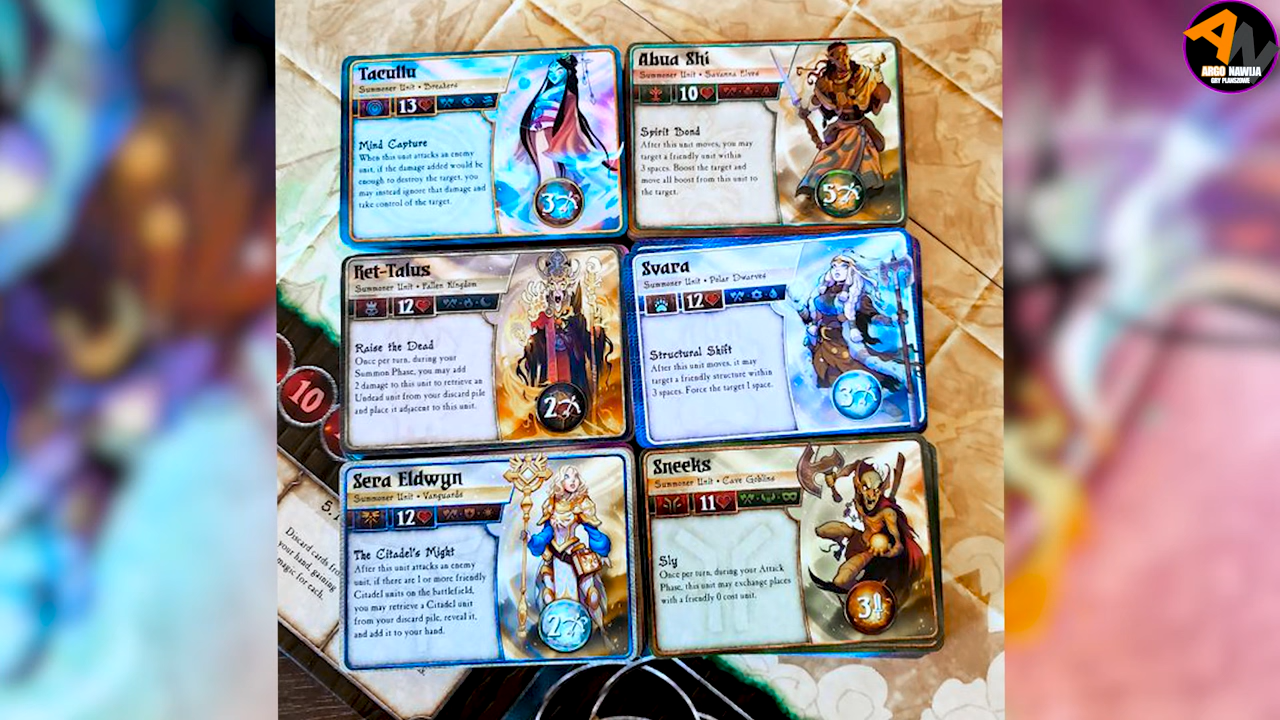 Tacullu
Summoner Unit • Breakers
13
Mind Capture
When this unit attacks an enemy
unit, if the damage added would be
enough to destroy the target, you
may instead ignore that damage and
take control of the target.
3
Abua Shi
Summoner Unit • Savanna Elves
10
Spirit Bond
After this unit moves, you may
target a friendly unit within
3 spaces. Boost the target and
move all boost from this unit to
the target.
5
Ret-Talus
Summoner Unit • Fallen Kingdom
12
Raise the Dead
Once per turn, during your
Summon Phase, you may add
2 damage to this unit to retrieve an
Undead unit from your discard pile
and place it adjacent to this unit.
2
Svara
Summoner Unit • Polar Dwarves
12
Structural Shift
After this unit moves, it may
target a friendly structure within
3 spaces. Force the target 1 space.
3
Sera Eldwyn
Summoner Unit • Vanguards
12
The Citadel's Might
After this unit attacks an enemy
unit, if there are 1 or more friendly
Citadel units on the battlefield,
you may retrieve a Citadel unit
from your discard pile, reveal it,
and add it to your hand.
2
Sneeks
Summoner Unit • Cave Goblins
11
Sly
Once per turn, during your Attack
Phase, this unit may exchange places
with a friendly 0 cost unit.
3
10
5.
Discard cards
your hand, gaining
magic for each.
ARGO NAWIJA
GRY PLANSZOWE